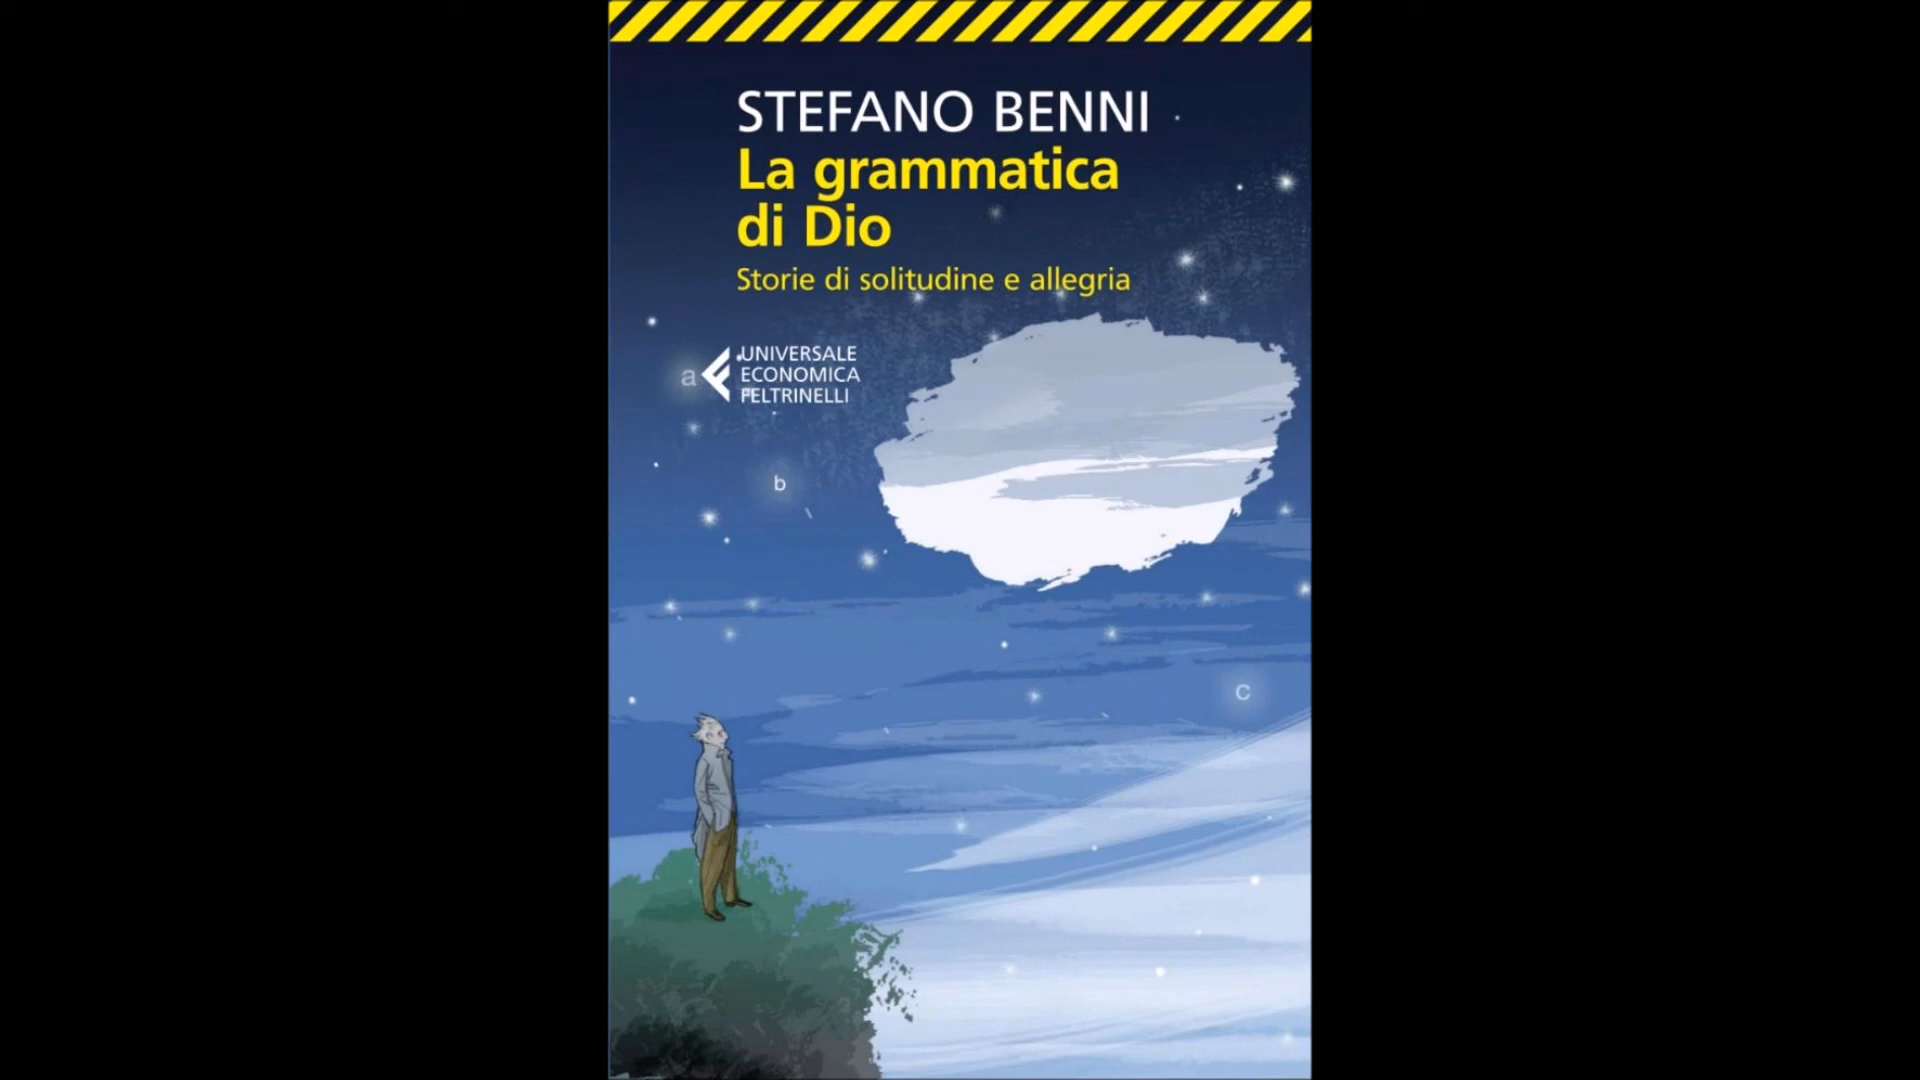 STEFANO BENNI
La grammatica
di Dio
Storie di solitudine e allegria
a
UNIVERSALE
ECONOMICA
FELTRINELLI
b
c